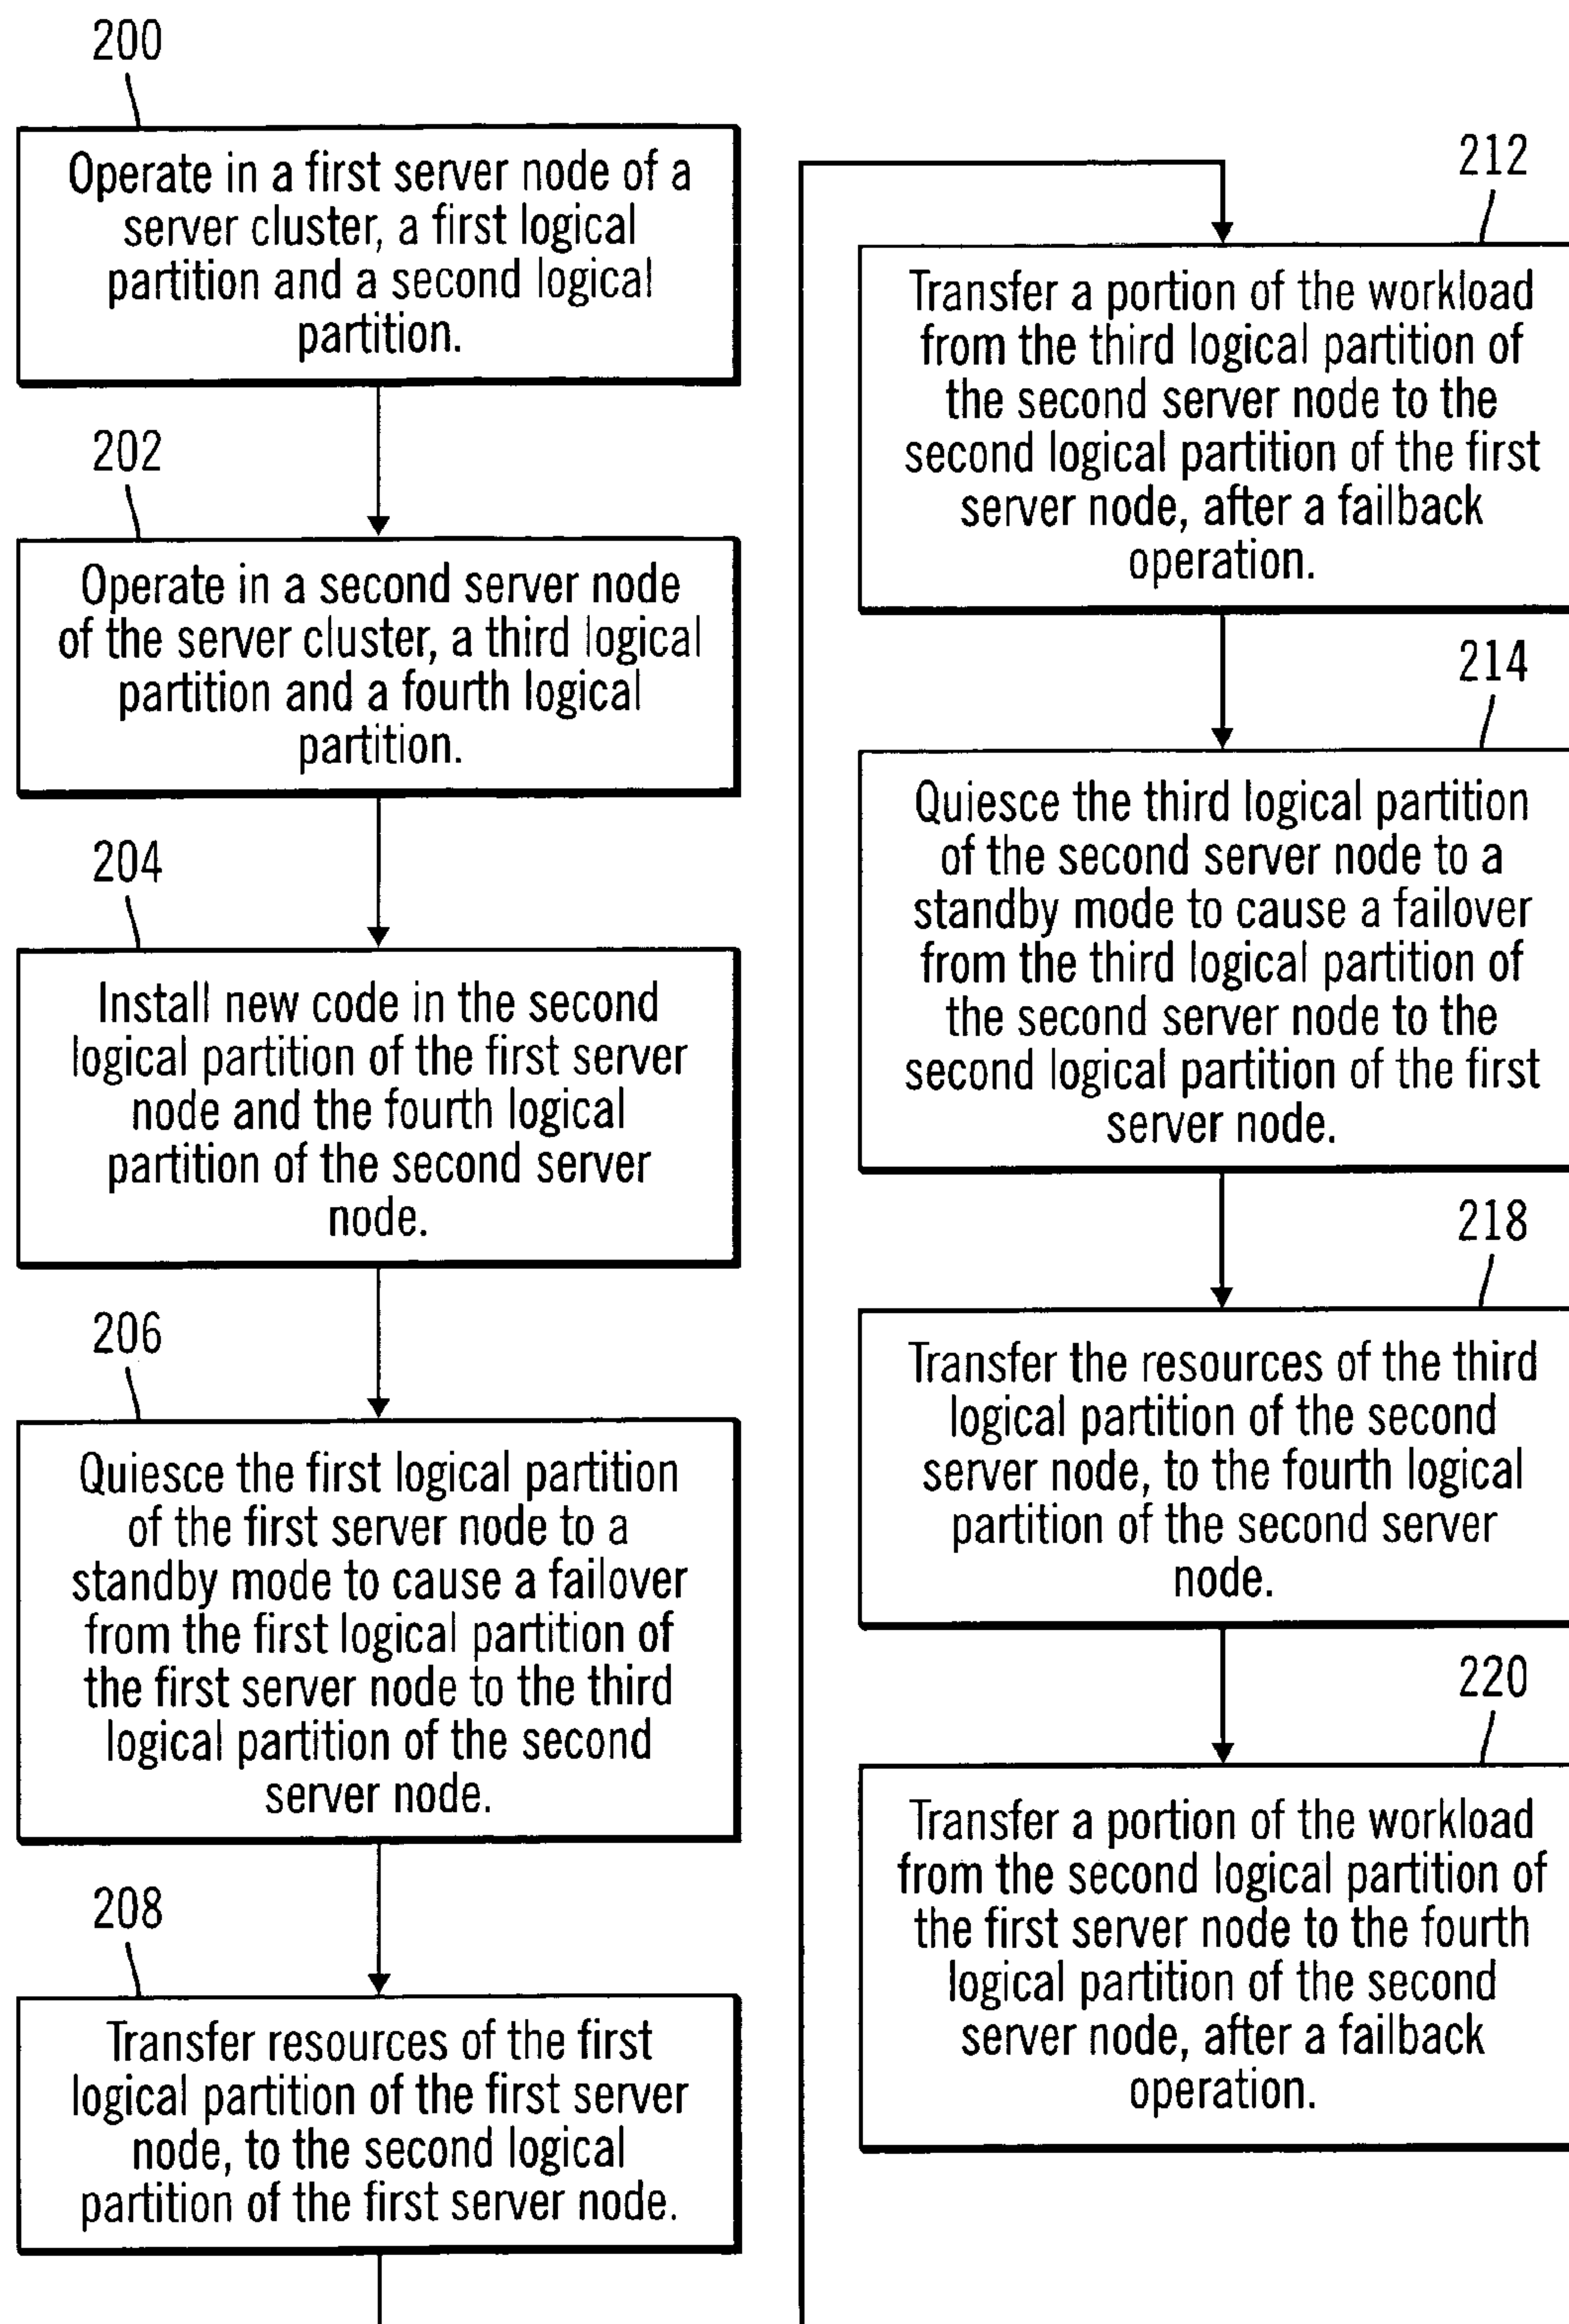 200
Operate in a first server node of a
server cluster, a first logical
partition and a second logical
partition.
202
Operate in a second server node
of the server cluster, a third logical
partition and a fourth logical
partition.
204
Install new code in the second
logical partition of the first server
node and the fourth logical
partition of the second server
node.
206
Quiesce the first logical partition
of the first server node to a
standby mode to cause a failover
from the first logical partition of
the first server node to the third
logical partition of the second
server node.
208
Transfer resources of the first
logical partition of the first server
node, to the second logical
partition of the first server node.
212
Transfer a portion of the workload
from the third logical partition of
the second server node to the
second logical partition of the first
server node, after a failback
operation.
214
Quiesce the third logical partition
of the second server node to a
standby mode to cause a failover
from the third logical partition of
the second server node to the
second logical partition of the first
server node.
218
Transfer the resources of the third
logical partition of the second
server node, to the fourth logical
partition of the second server
node.
220
Transfer a portion of the workload
from the second logical partition of
the first server node to the fourth
logical partition of the second
server node, after a failback
operation.